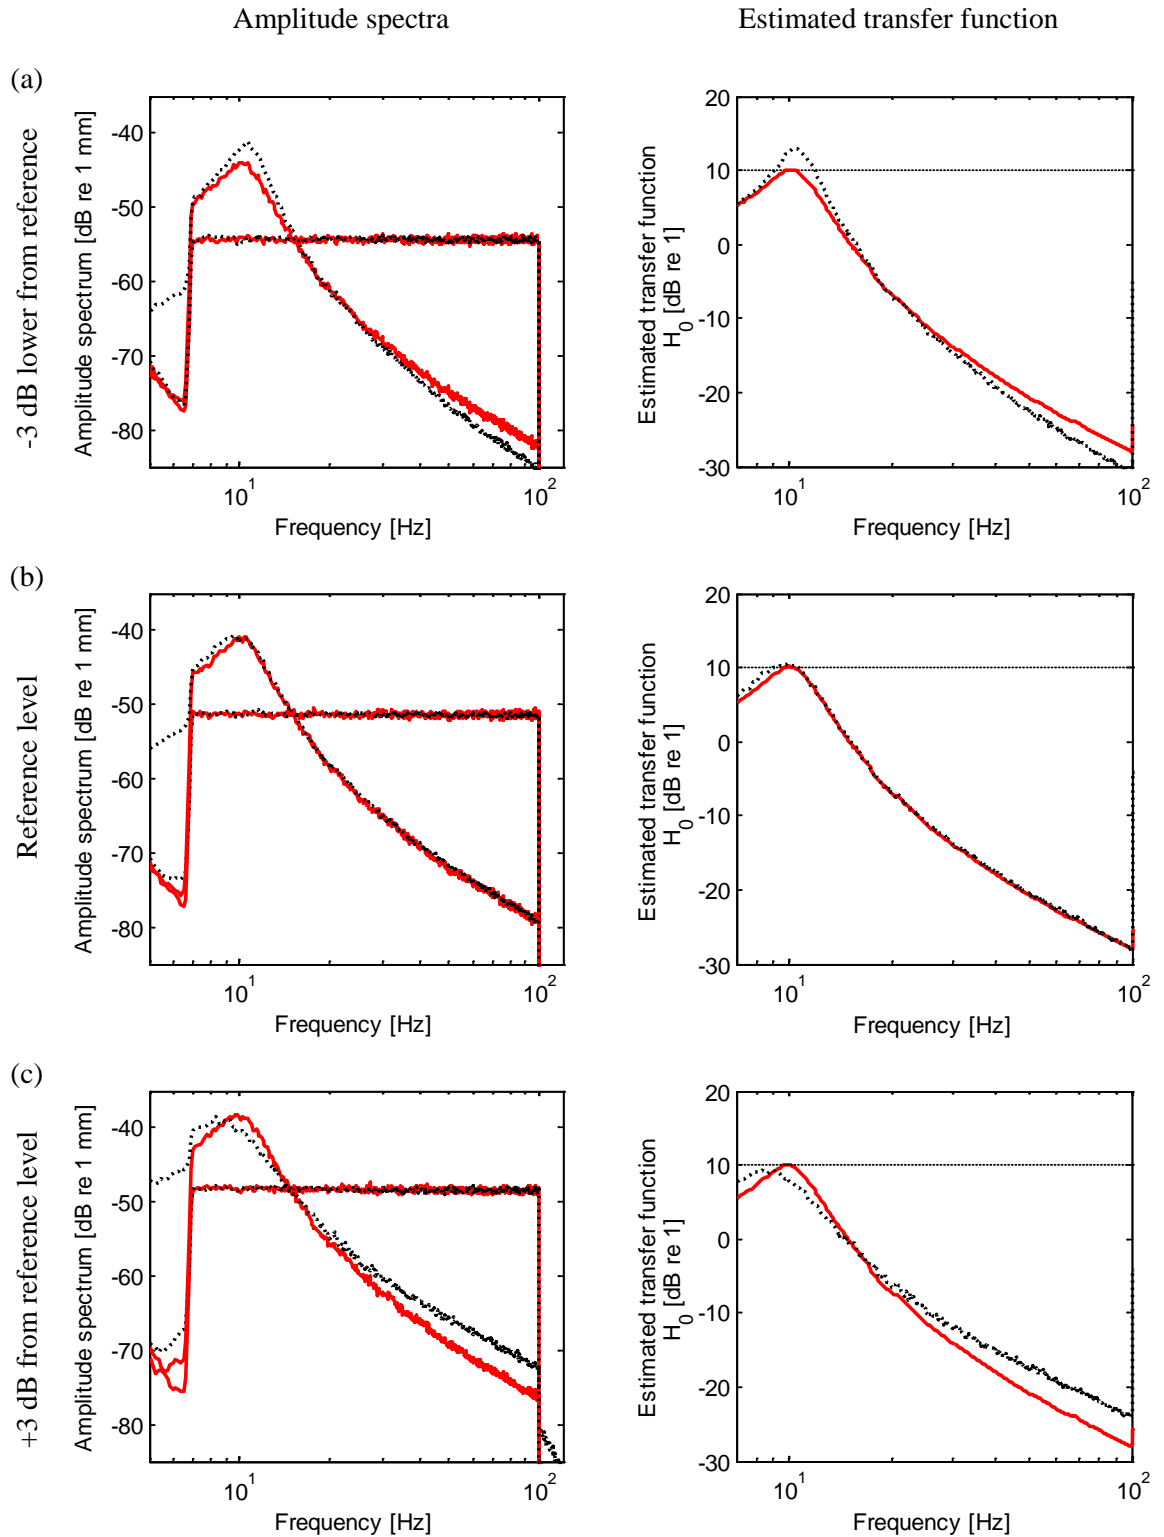 Amplitude spectra
Estimated transfer function
(a)
-3 dB lower from reference
Amplitude spectrum [dB re 1 mm]
-40
-50
-60
-70
-80
10^1
10^2
Frequency [Hz]
Estimated transfer function
H_0 [dB re 1]
20
10
0
-10
-20
-30
10^1
10^2
Frequency [Hz]
(b)
Reference level
Amplitude spectrum [dB re 1 mm]
-40
-50
-60
-70
-80
10^1
10^2
Frequency [Hz]
Estimated transfer function
H_0 [dB re 1]
20
10
0
-10
-20
-30
10^1
10^2
Frequency [Hz]
(c)
+3 dB from reference level
Amplitude spectrum [dB re 1 mm]
-40
-50
-60
-70
-80
10^1
10^2
Frequency [Hz]
Estimated transfer function
H_0 [dB re 1]
20
10
0
-10
-20
-30
10^1
10^2
Frequency [Hz]